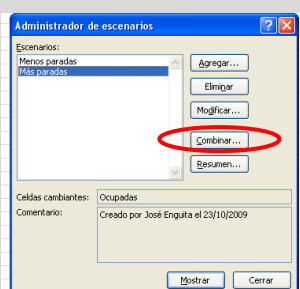 Administrador de escenarios
Escenarios:
Menos paradas
Más paradas
Agregar...
Eliminar
Modificar...
Combinar...
Resumen...
Celdas cambiantes: Ocupadas
Comentario: Creado por José Enguita el 23/10/2009
Mostrar Cerrar